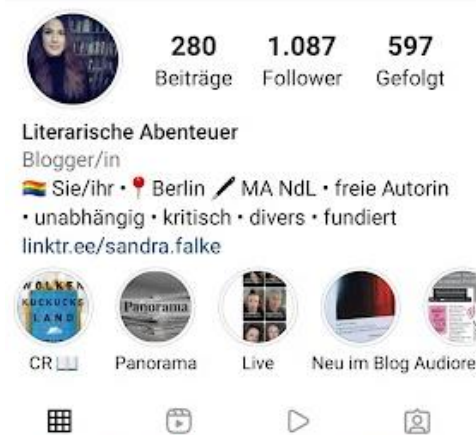 280 1.087 597
Beiträge Follower Gefolgt
Literarische Abenteuer
Blogger/in
🏳️‍🌈 Sie/ihr • 📍 Berlin 🖊️ MA NdL • freie Autorin
• unabhängig • kritisch • divers • fundiert
linktr.ee/sandra.falke
WOLKEN
KUCKUCKS
LAND
Panorama
CR 📖 Panorama Live Neu im Blog Audiore